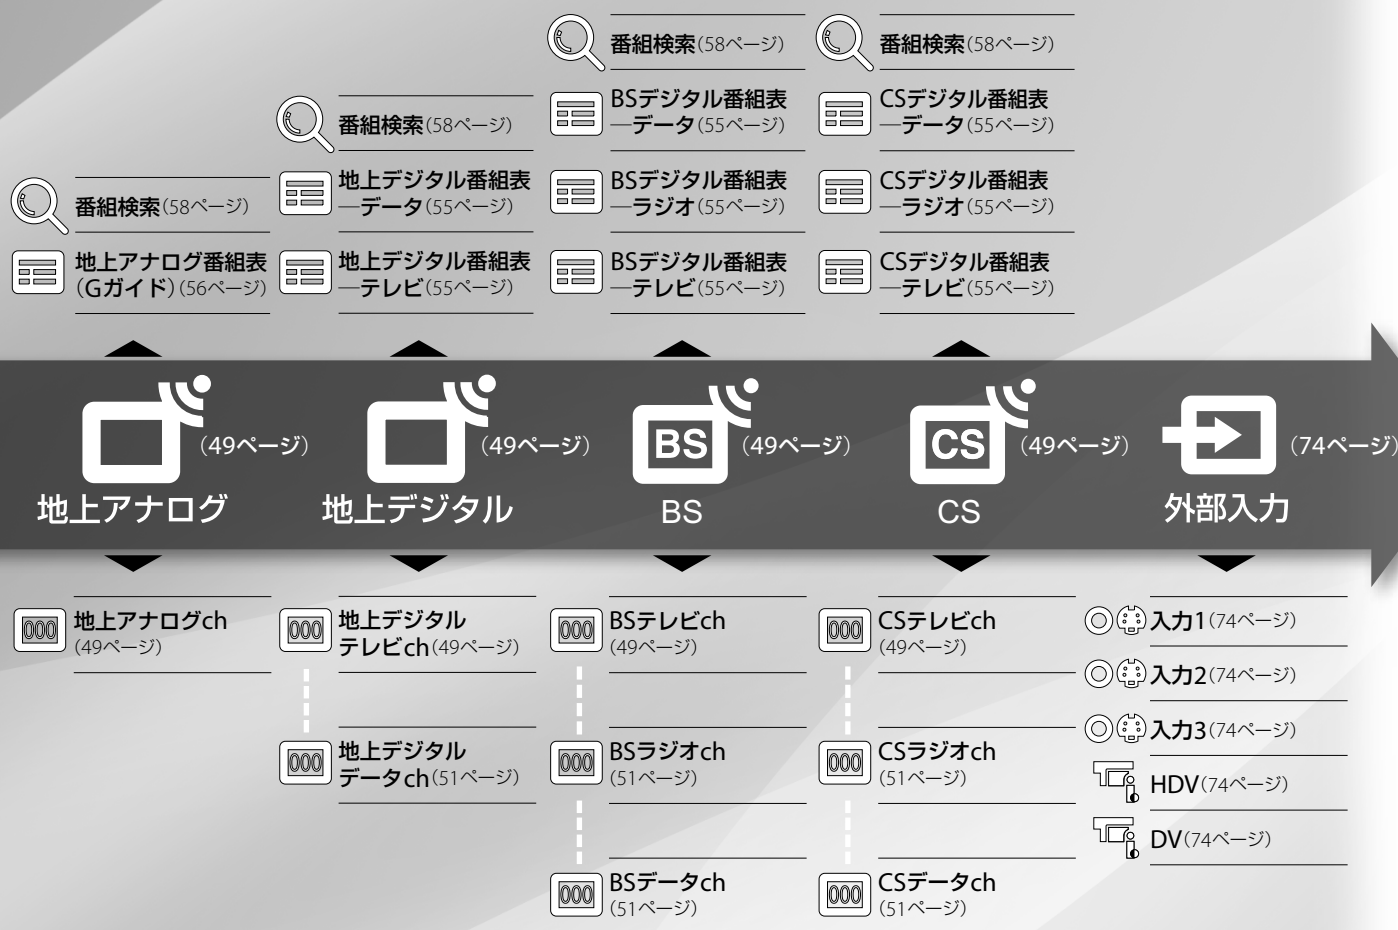 番組検索(58ページ)
地上アナログ番組表
(Gガイド)(56ページ)
番組検索(58ページ)
地上デジタル番組表
―データ(55ページ)
地上デジタル番組表
―テレビ(55ページ)
番組検索(58ページ)
BSデジタル番組表
―データ(55ページ)
BSデジタル番組表
―ラジオ(55ページ)
BSデジタル番組表
―テレビ(55ページ)
番組検索(58ページ)
CSデジタル番組表
―データ(55ページ)
CSデジタル番組表
―ラジオ(55ページ)
CSデジタル番組表
―テレビ(55ページ)
(49ページ)
地上アナログ
(49ページ)
地上デジタル
BS
(49ページ)
BS
CS
(49ページ)
CS
(74ページ)
外部入力
000
地上アナログch
(49ページ)
000
地上デジタル
テレビch(49ページ)
000
地上デジタル
データch(51ページ)
000
BSテレビch
(49ページ)
000
BSラジオch
(51ページ)
000
BSデータch
(51ページ)
000
CSテレビch
(49ページ)
000
CSラジオch
(51ページ)
000
CSデータch
(51ページ)
入力1(74ページ)
入力2(74ページ)
入力3(74ページ)
HDV(74ページ)
DV(74ページ)